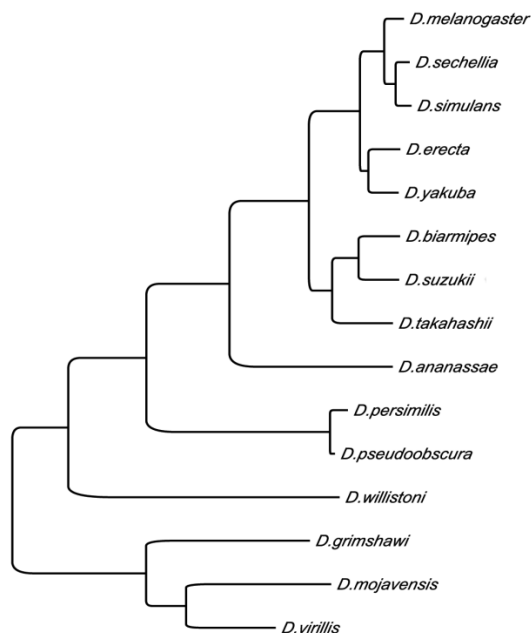 D.melanogaster
D.sechellia
D.simulans
D.erecta
D.yakuba
D.biarmipes
D.suzukii
D.takahashii
D.ananassae
D.persimilis
D.pseudoobscura
D.willistoni
D.grimshawi
D.mojavensis
D.virillis